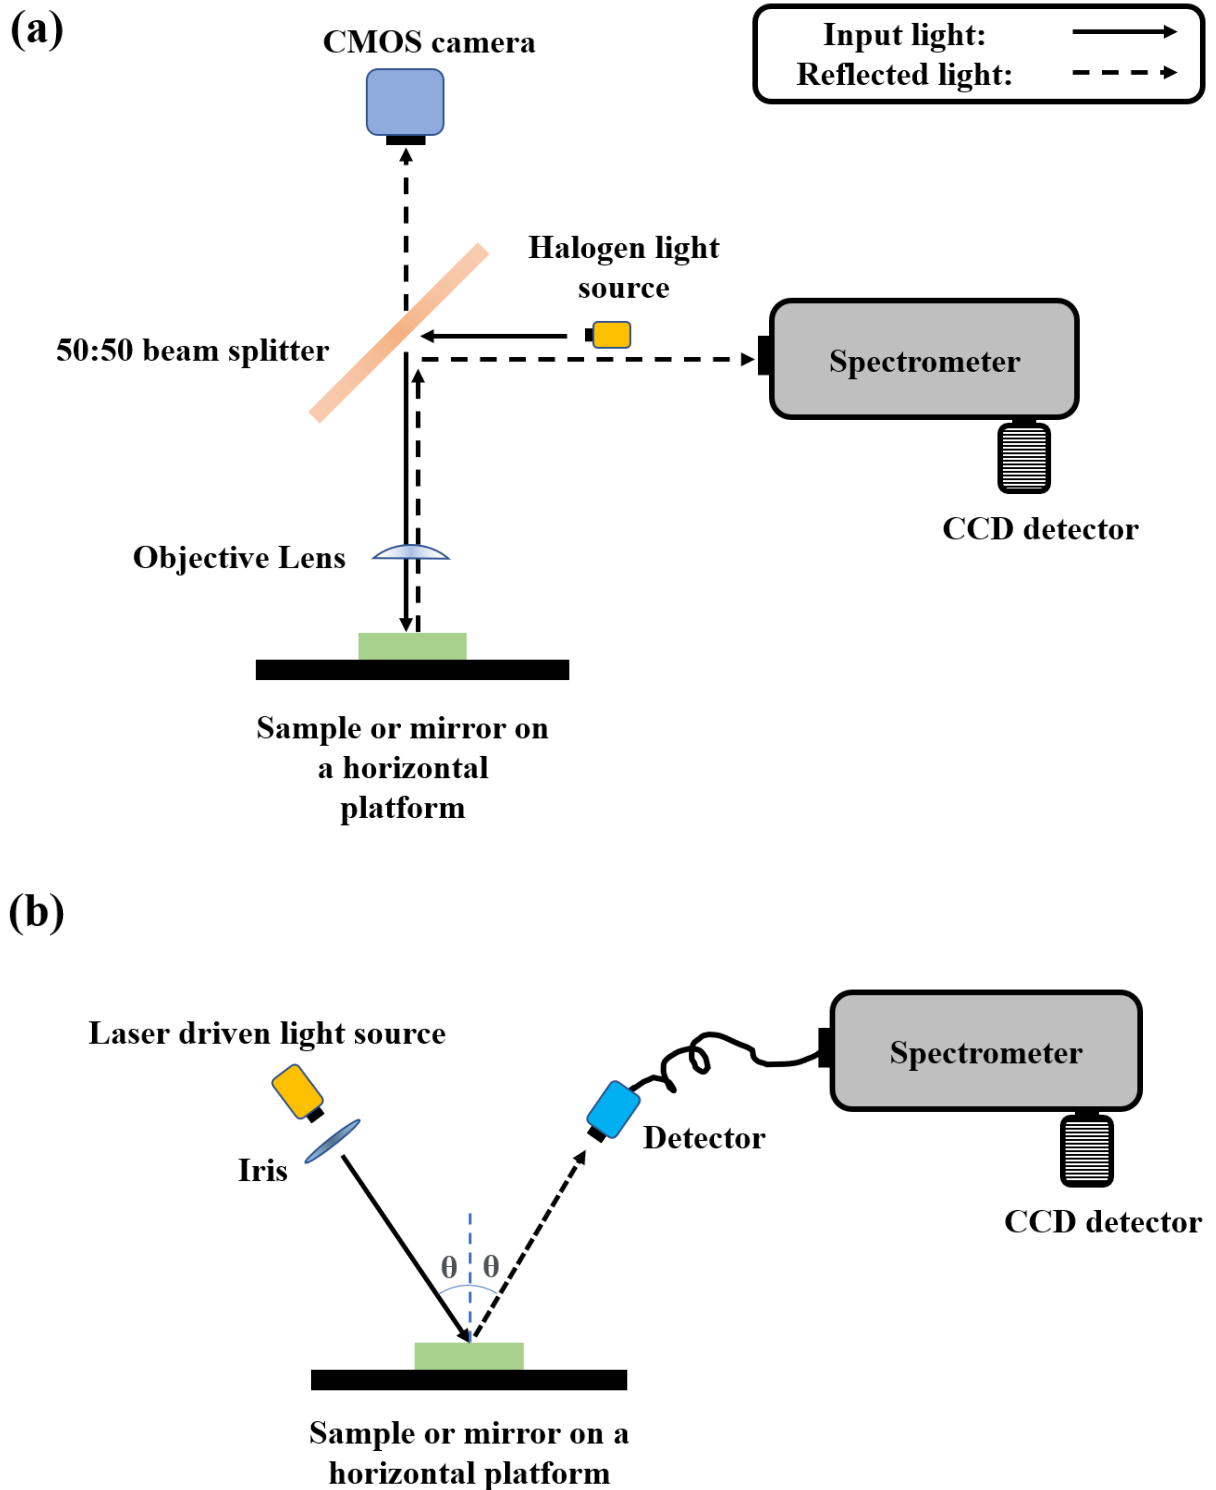 (a)
CMOS camera
Input light:
Reflected light:
Halogen light
source
50:50 beam splitter
Spectrometer
CCD detector
Objective Lens
Sample or mirror on
a horizontal
platform
(b)
Laser driven light source
Spectrometer
Detector
Iris
CCD detector
θ θ
Sample or mirror on a
horizontal platform